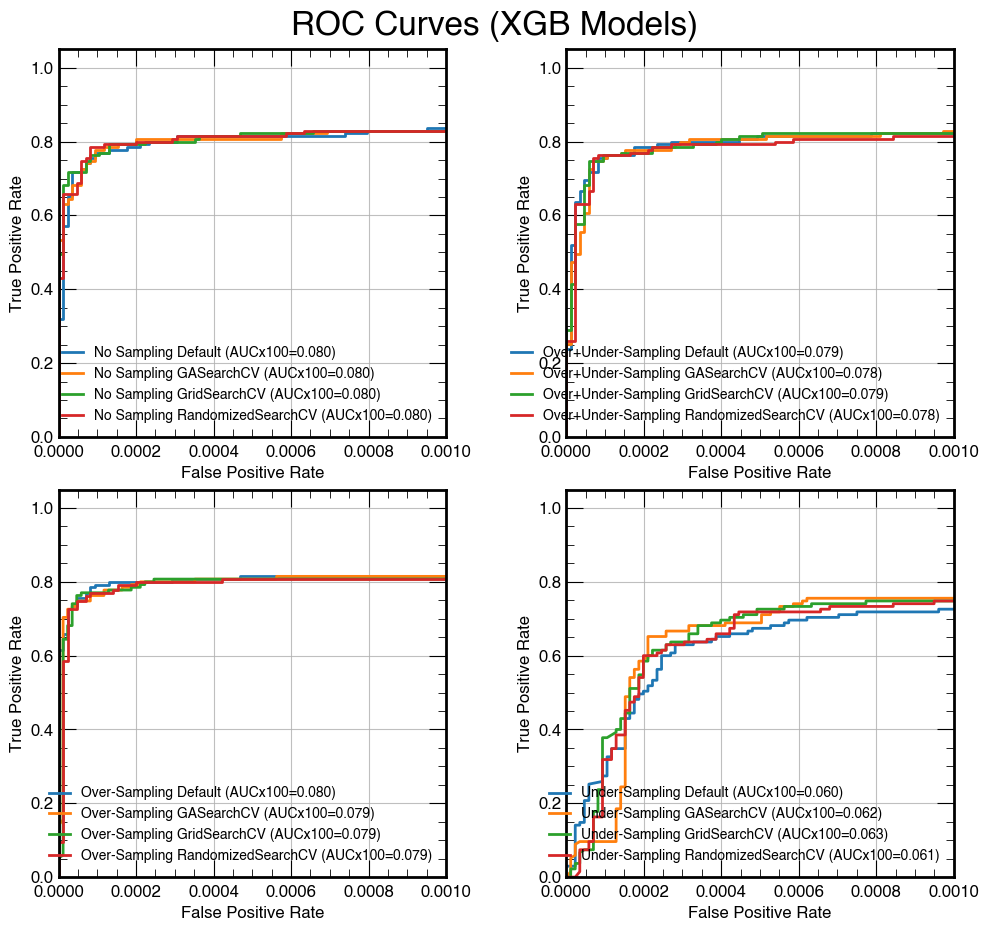 ROC Curves (XGB Models)
1.0
0.8
0.6
0.4
0.2
0.0
True Positive Rate
No Sampling Default (AUCx100=0.080)
No Sampling GASearchCV (AUCx100=0.080)
No Sampling GridSearchCV (AUCx100=0.080)
No Sampling RandomizedSearchCV (AUCx100=0.080)
0.0000 0.0002 0.0004 0.0006 0.0008 0.0010
False Positive Rate
1.0
0.8
0.6
0.4
0.2
0.0
True Positive Rate
Over+Under-Sampling Default (AUCx100=0.079)
Over+Under-Sampling GASearchCV (AUCx100=0.078)
Over+Under-Sampling GridSearchCV (AUCx100=0.079)
Over+Under-Sampling RandomizedSearchCV (AUCx100=0.078)
0.0000 0.0002 0.0004 0.0006 0.0008 0.0010
False Positive Rate
1.0
0.8
0.6
0.4
0.2
0.0
True Positive Rate
Over-Sampling Default (AUCx100=0.080)
Over-Sampling GASearchCV (AUCx100=0.079)
Over-Sampling GridSearchCV (AUCx100=0.079)
Over-Sampling RandomizedSearchCV (AUCx100=0.079)
0.0000 0.0002 0.0004 0.0006 0.0008 0.0010
False Positive Rate
1.0
0.8
0.6
0.4
0.2
0.0
True Positive Rate
Under-Sampling Default (AUCx100=0.060)
Under-Sampling GASearchCV (AUCx100=0.062)
Under-Sampling GridSearchCV (AUCx100=0.063)
Under-Sampling RandomizedSearchCV (AUCx100=0.061)
0.0000 0.0002 0.0004 0.0006 0.0008 0.0010
False Positive Rate